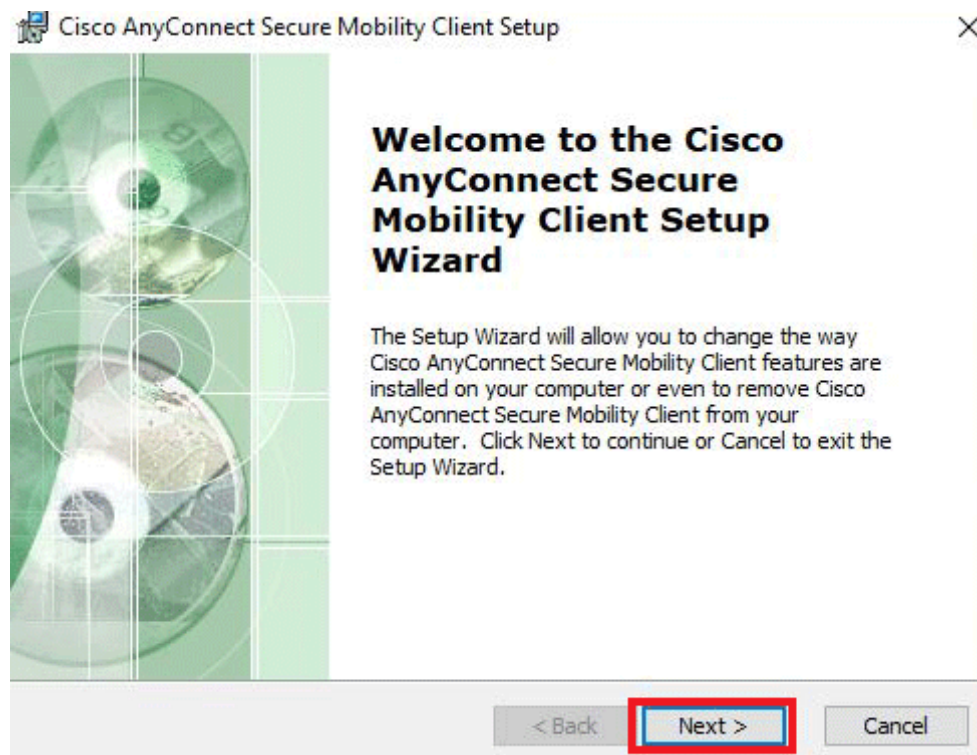 Cisco AnyConnect Secure Mobility Client Setup
Welcome to the Cisco
AnyConnect Secure
Mobility Client Setup
Wizard
The Setup Wizard will allow you to change the way
Cisco AnyConnect Secure Mobility Client features are
installed on your computer or even to remove Cisco
AnyConnect Secure Mobility Client from your
computer.  Click Next to continue or Cancel to exit the
Setup Wizard.
< Back
Next >
Cancel